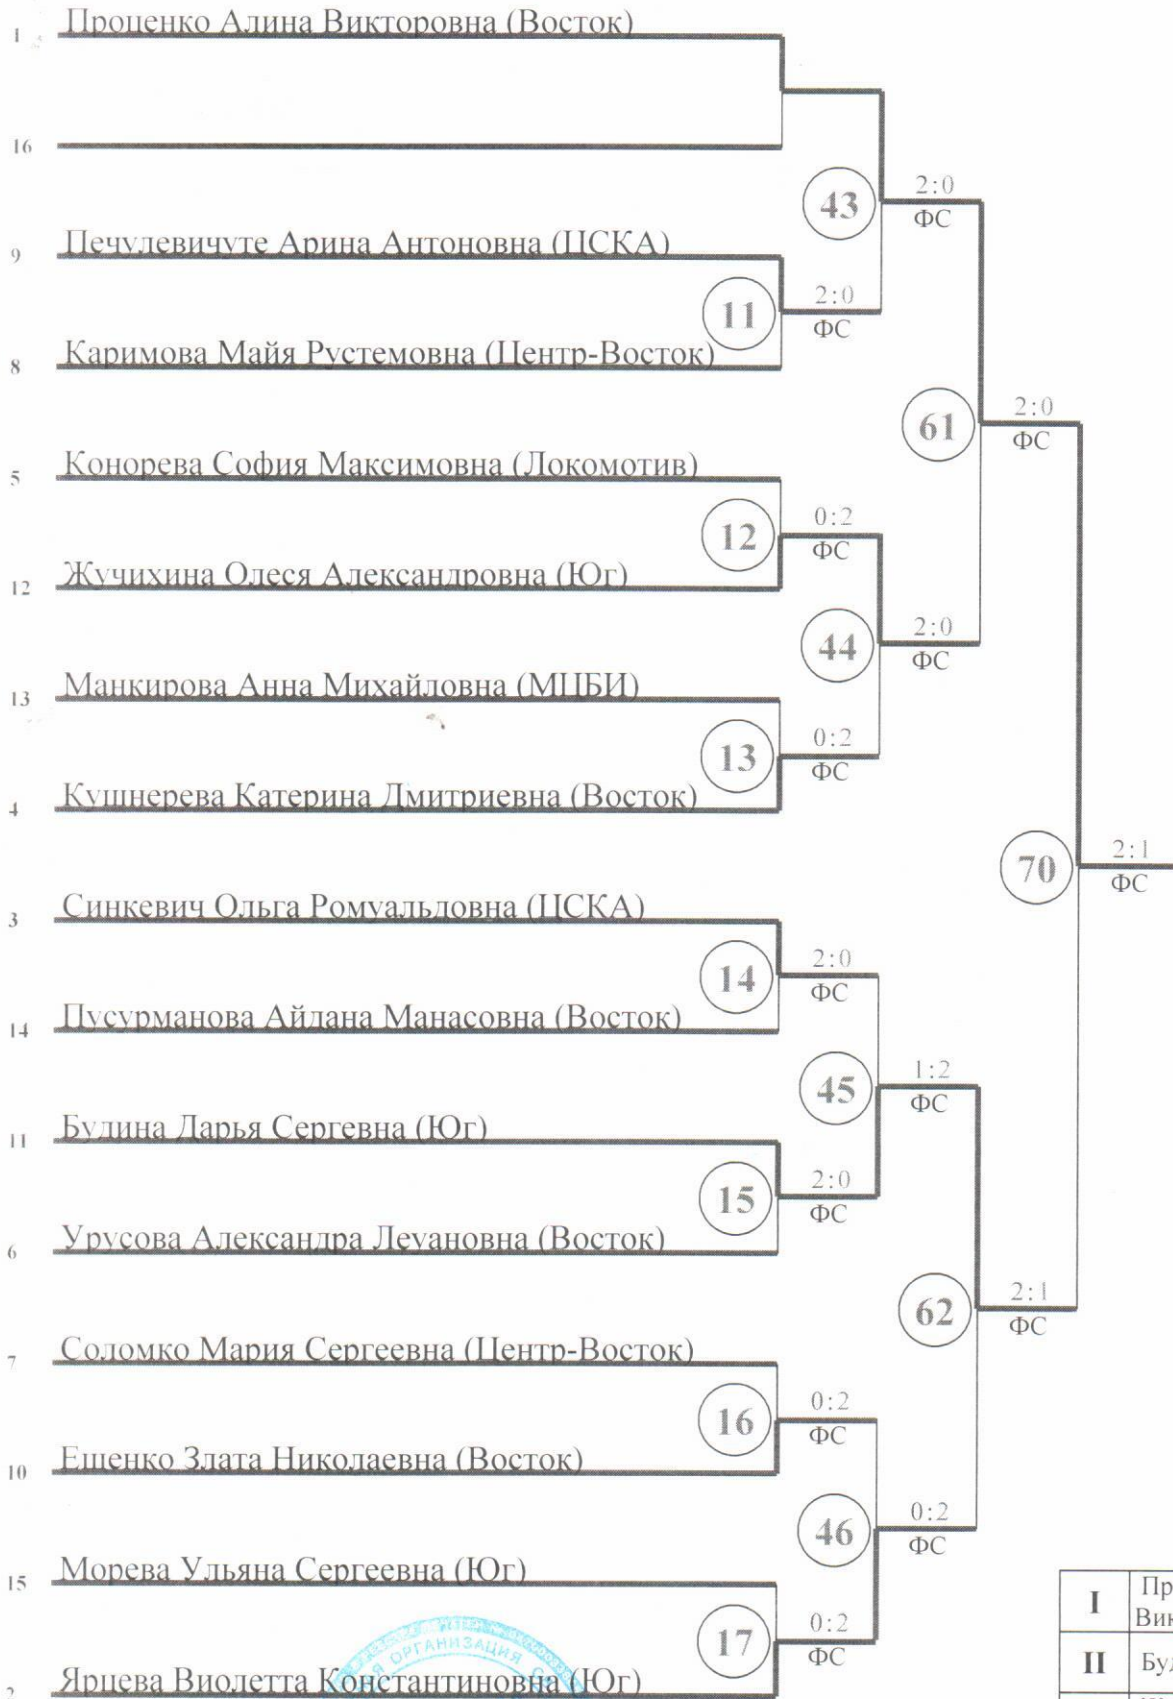 1 Проценко Алина Викторовна (Восток)
16
43 2:0
ФС
9 Печулевичуте Арина Антоновна (ЦСКА)
11 2:0
ФС
8 Каримова Майя Рустемовна (Центр-Восток)
61 2:0
ФС
5 Конорева София Максимовна (Локомотив)
12 0:2
ФС
12 Жучихина Олеся Александровна (Юг)
44 2:0
ФС
13 Манкирова Анна Михайловна (МЦБИ)
13 0:2
ФС
4 Кушнерева Катерина Дмитриевна (Восток)
70 2:1
ФС
3 Синкевич Ольга Ромуальдовна (ЦСКА)
14 2:0
ФС
14 Пусурманова Айдана Манасовна (Восток)
45 1:2
ФС
11 Будина Дарья Сергевна (Юг)
15 2:0
ФС
6 Урусова Александра Леуановна (Восток)
62 2:1
ФС
7 Соломко Мария Сергеевна (Центр-Восток)
16 0:2
ФС
10 Ещенко Злата Николаевна (Восток)
46 0:2
ФС
15 Морева Ульяна Сергеевна (Юг)
I Пр
Вик
17 0:2
ФС
II Буд
ОРГАНИЗАЦИЯ
2 Ярцева Виолетта Константиновна (Юг)